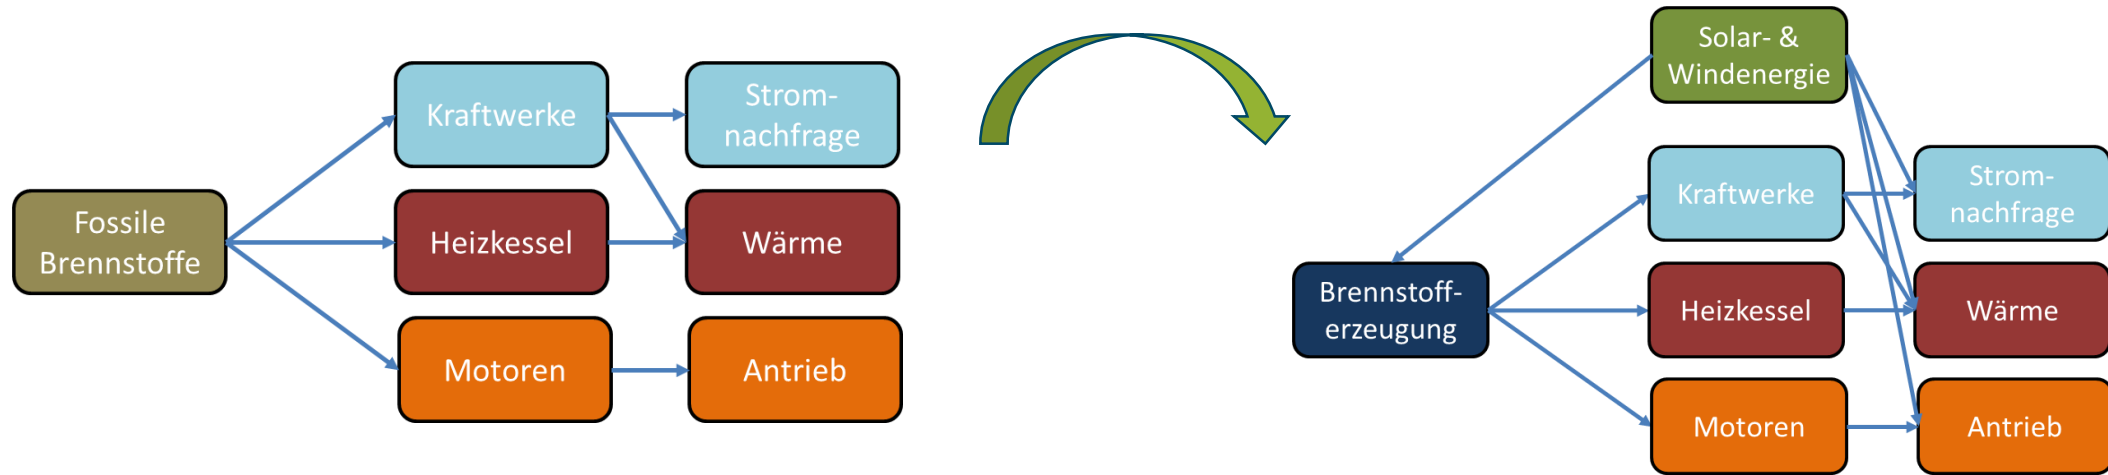 Fossile
Brennstoffe
Kraftwerke
Heizkessel
Motoren
Strom-
nachfrage
Wärme
Antrieb
Solar- &
Windenergie
Brennstoff-
erzeugung
Kraftwerke
Heizkessel
Motoren
Strom-
nachfrage
Wärme
Antrieb